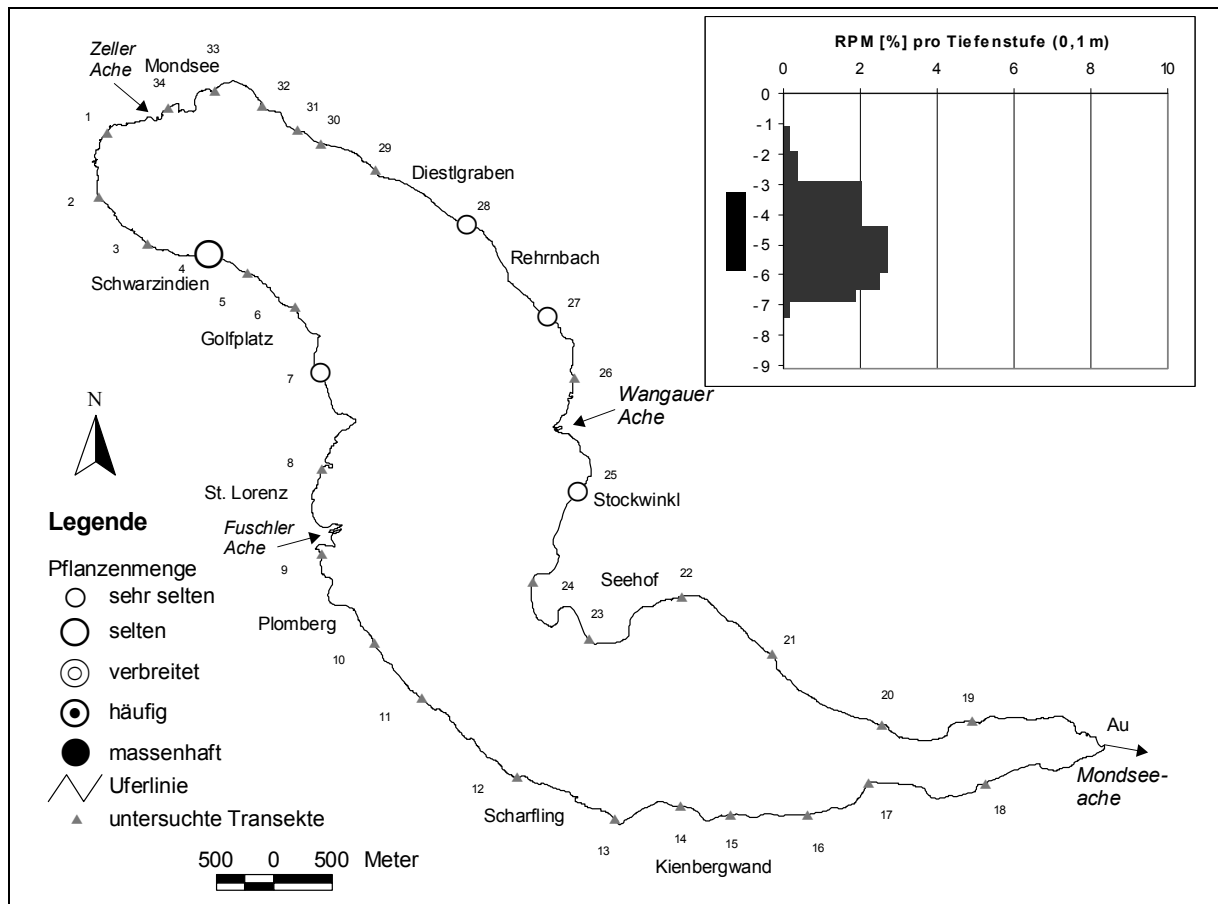 RPM [%] pro Tiefenstufe (0,1 m)
0 2 4 6 8 10
0
-1
-2
-3
-4
-5
-6
-7
-8
-9
Zeller
Ache
33
Mondsee
34
32
31
30
1
29
Diestlgraben
2
28
3
4
Rehrnbach
Schwarzindien
5
6
27
Golfplatz
7
26
Wangauer
Ache
N
8
25
St. Lorenz
Stockwinkl
Fuschler
Ache
9
24
Seehof
22
23
Plomberg
10
21
11
20
19
Au
Mondsee-
ache
12
Scharfling
13
14
15
16
17
18
Kienbergwand
Legende
Pflanzenmenge
sehr selten
selten
verbreitet
häufig
massenhaft
Uferlinie
untersuchte Transekte
500 0 500 Meter